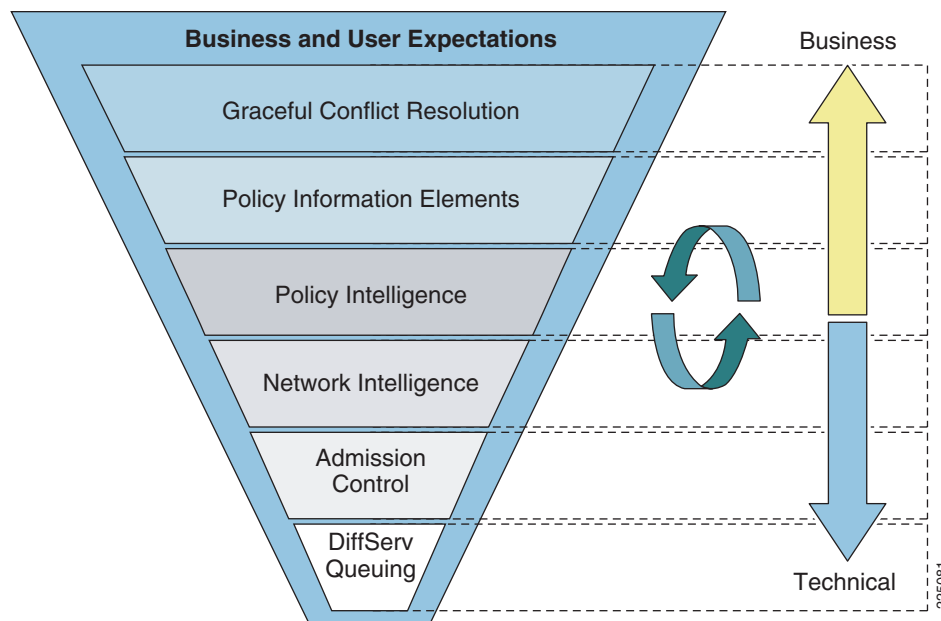 Business and User Expectations
Business
Graceful Conflict Resolution
Policy Information Elements
Policy Intelligence
Network Intelligence
Admission
Control
DiffServ
Queuing
Technical